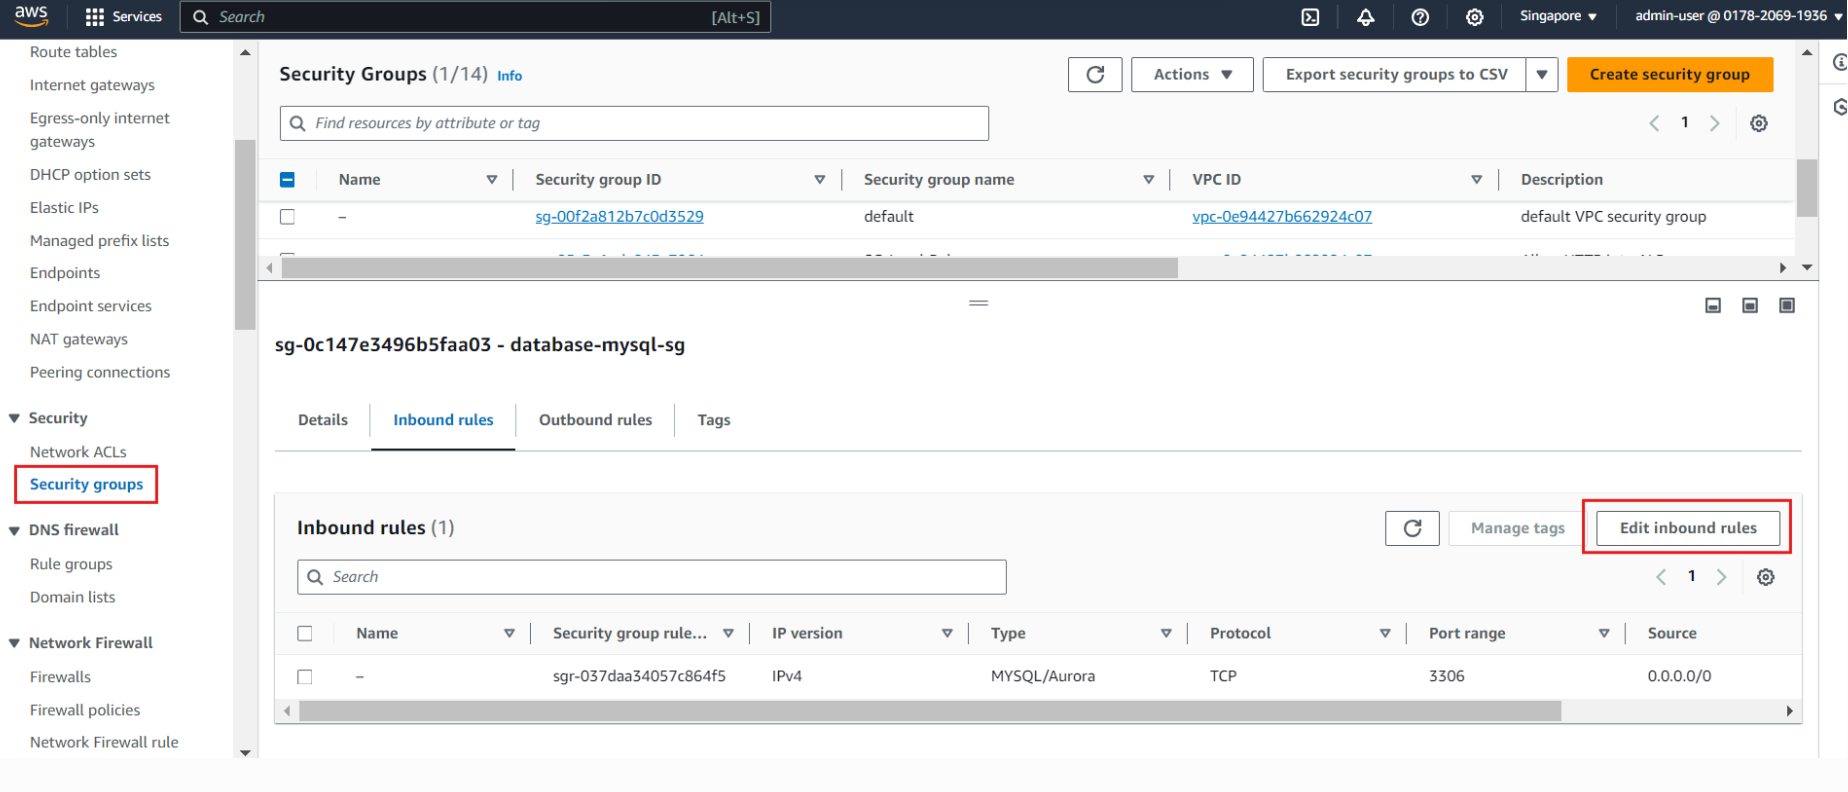 aws
Services
Search
[Alt+S]
Singapore
admin-user @ 0178-2069-1936
Route tables
Internet gateways
Egress-only internet
gateways
DHCP option sets
Elastic IPs
Managed prefix lists
Endpoints
Endpoint services
NAT gateways
Peering connections
Security
Network ACLs
Security groups
DNS firewall
Rule groups
Domain lists
Network Firewall
Firewalls
Firewall policies
Network Firewall rule
Security Groups (1/14) Info
Actions
Export security groups to CSV
Create security group
Find resources by attribute or tag
1
Name Security group ID Security group name VPC ID Description
– sg-00f2a812b7c0d3529 default vpc-0e94427b662924c07 default VPC security group
sg-0c147e3496b5faa03 - database-mysql-sg
Details Inbound rules Outbound rules Tags
Inbound rules (1)
Manage tags
Edit inbound rules
Search
1
Name Security group rule... IP version Type Protocol Port range Source
– sgr-037daa34057c864f5 IPv4 MYSQL/Aurora TCP 3306 0.0.0.0/0